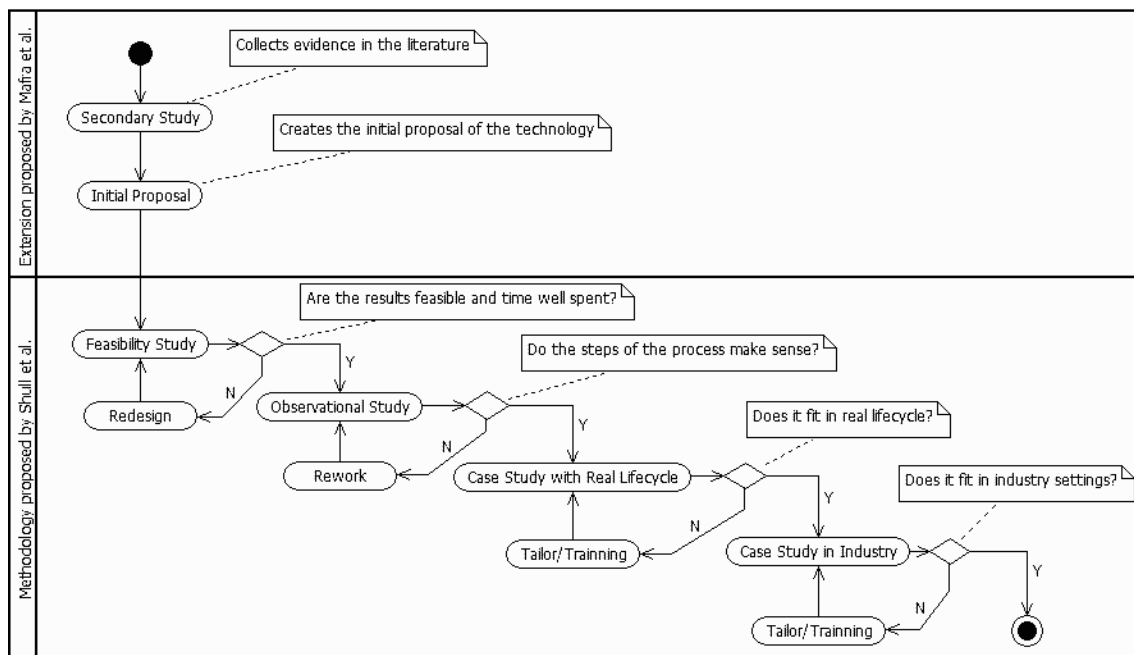 Extension proposed by Mafra et al.
Collects evidence in the literature
Secondary Study
Creates the initial proposal of the technology
Initial Proposal
Methodology proposed by Shull et al.
Are the results feasible and time well spent?
Feasibility Study
Y
N
Redesign
Do the steps of the process make sense?
Observational Study
Y
N
Rework
Does it fit in real lifecycle?
Case Study with Real Lifecycle
Y
N
Tailor/Trainning
Does it fit in industry settings?
Case Study in Industry
Y
N
Tailor/Trainning